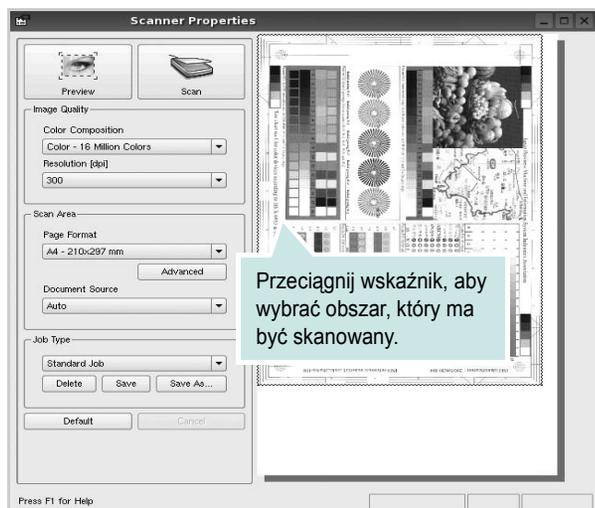 Scanner Properties
Preview
Scan
Image Quality
Color Composition
Color - 16 Million Colors
Resolution [dpi]
300
Scan Area
Page Format
A4 - 210x297 mm
Advanced
Document Source
Auto
Job Type
Standard Job
Delete
Save
Save As...
Default
Cancel
Przeciągnij wskaźnik, aby
wybrać obszar, który ma
być skanowany.
Press F1 for Help